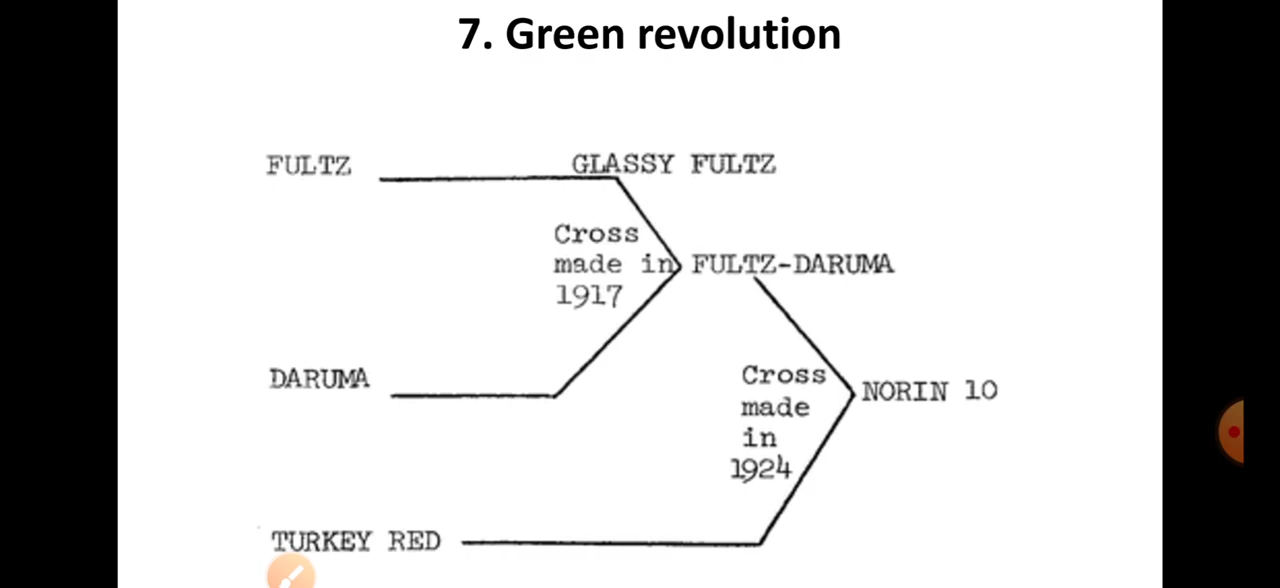 7. Green revolution
FULTZ
GLASSY FULTZ
Cross
made in
1917
FULTZ-DARUMA
DARUMA
Cross
made
in
1924
NORIN 10
TURKEY RED